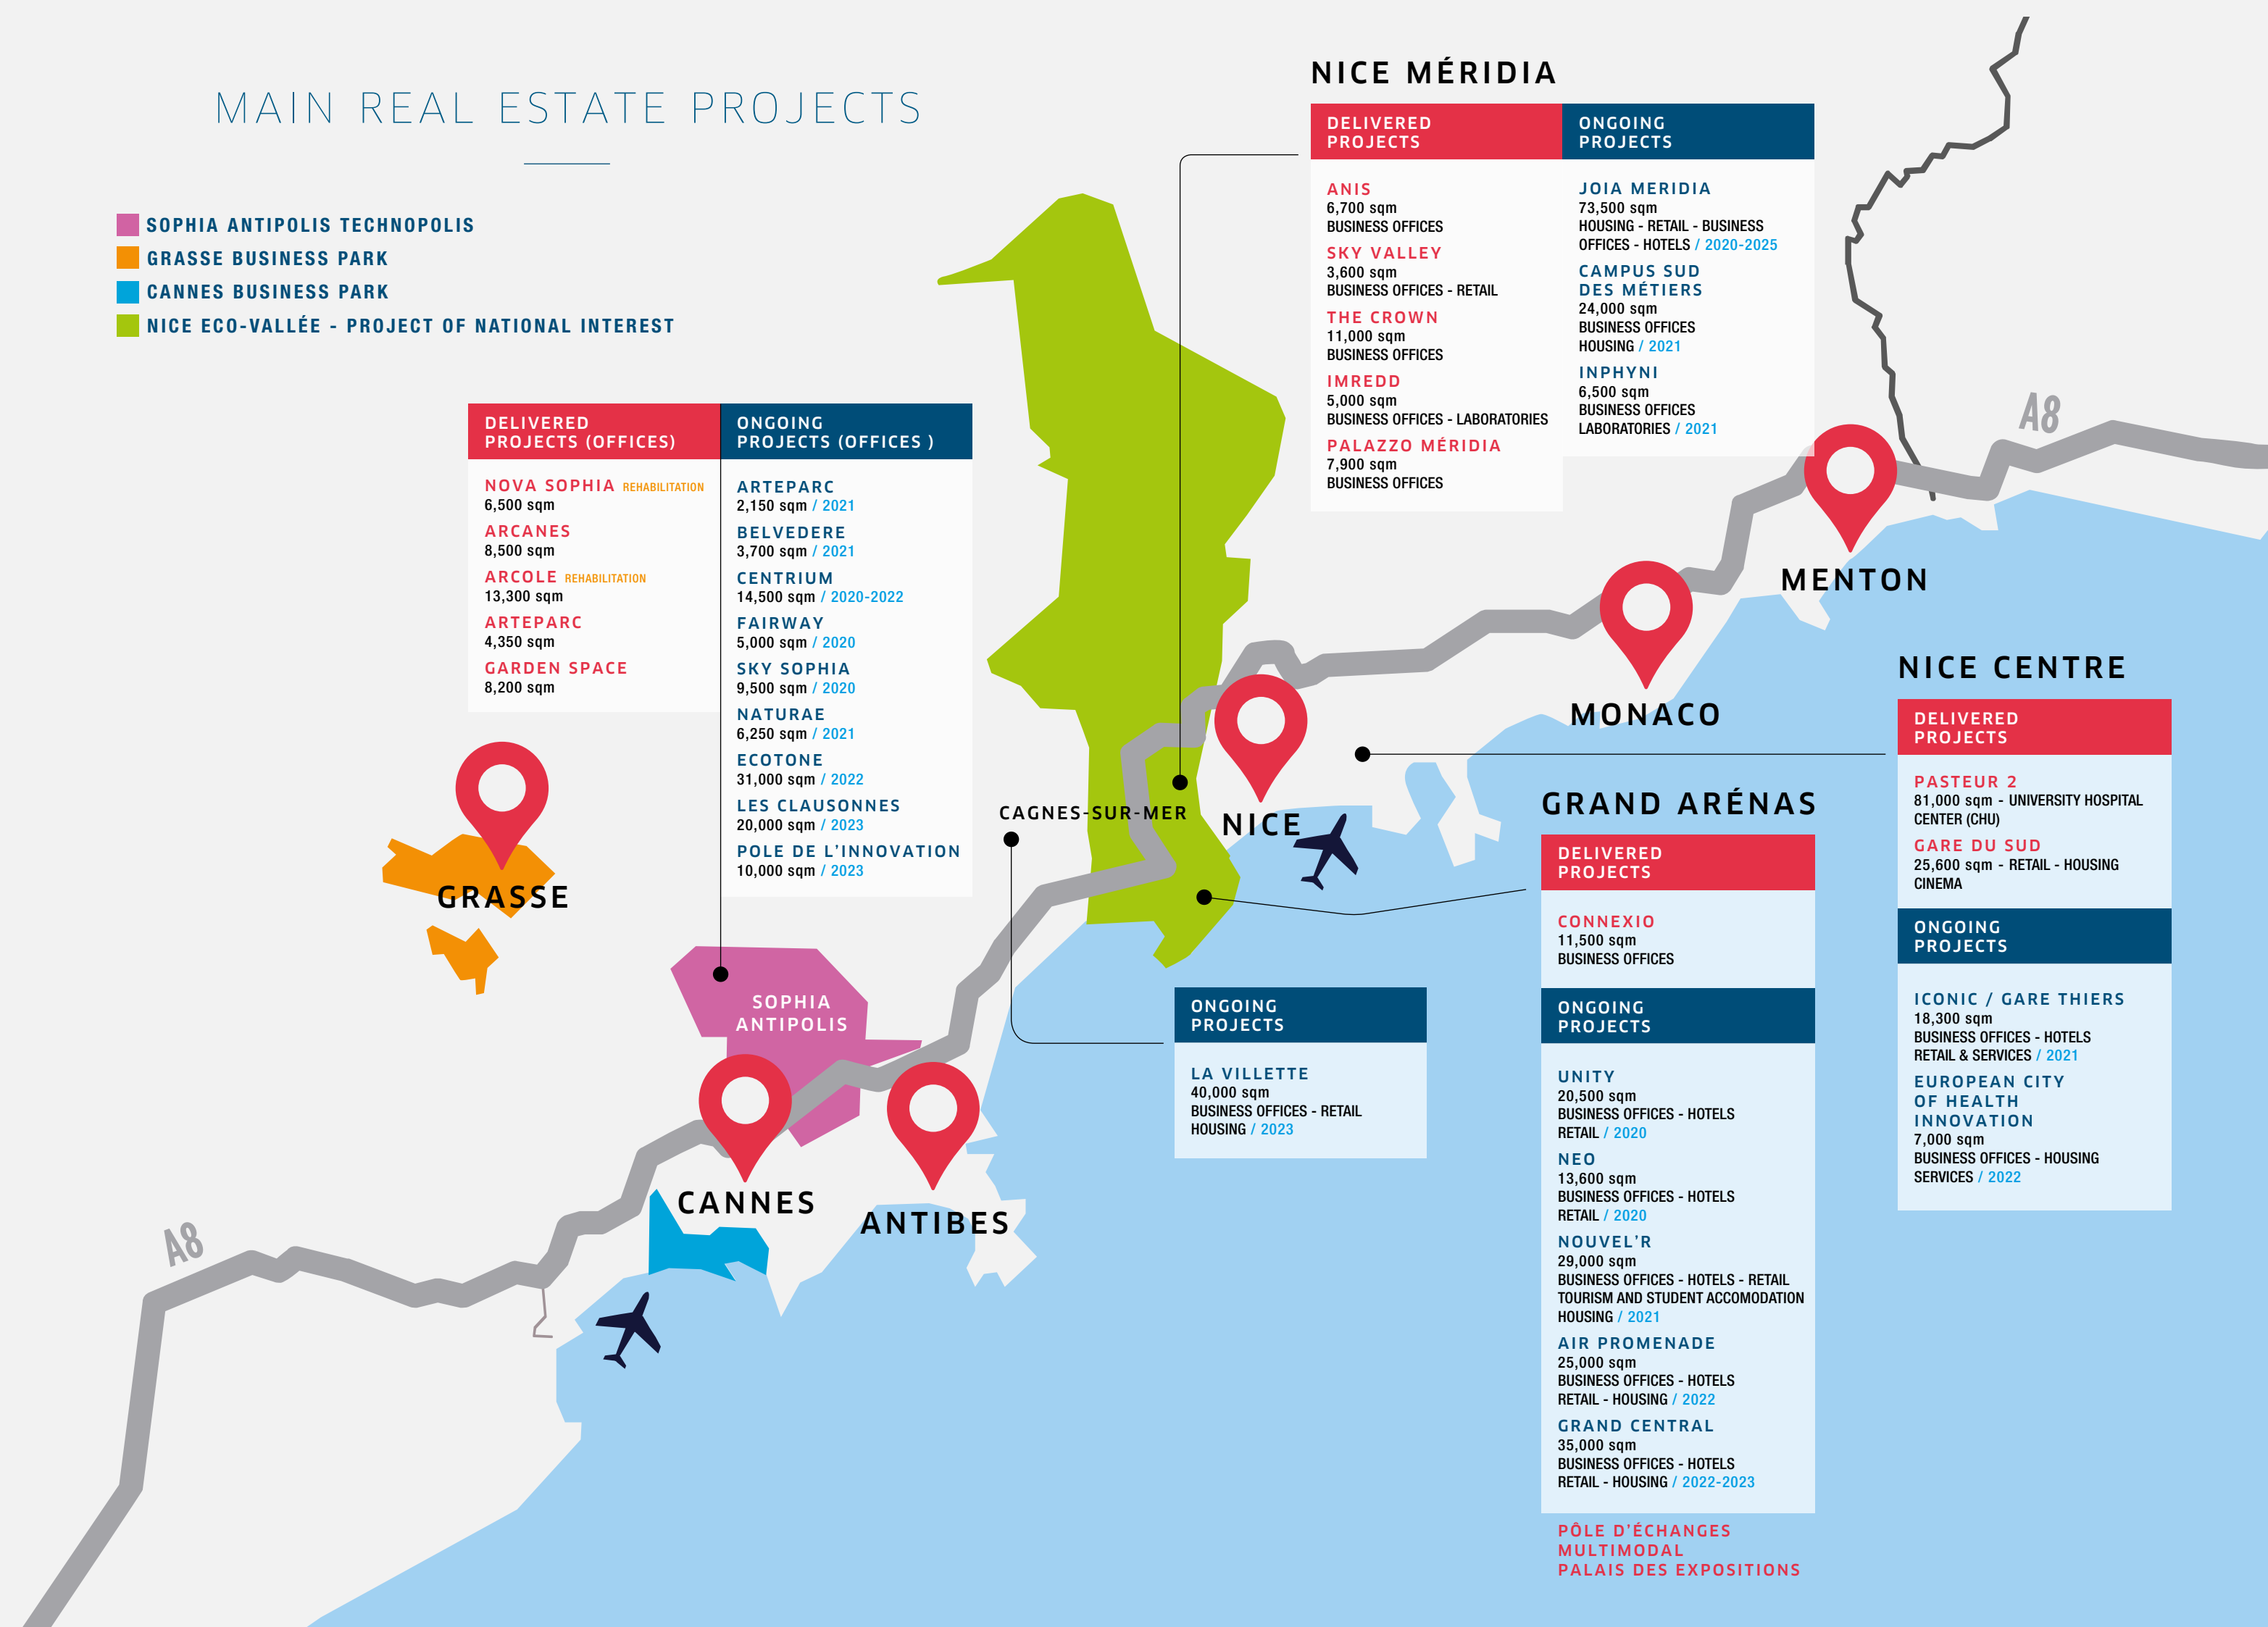 MAIN REAL ESTATE PROJECTS
SOPHIA ANTIPOLIS TECHNOPOLIS
GRASSE BUSINESS PARK
CANNES BUSINESS PARK
NICE ECO-VALLÉE - PROJECT OF NATIONAL INTEREST
DELIVERED
PROJECTS (OFFICES)
NOVA SOPHIA REHABILITATION
6,500 sqm
ARCANES
8,500 sqm
ARCOLE REHABILITATION
13,300 sqm
ARTEPARC
4,350 sqm
GARDEN SPACE
8,200 sqm
ONGOING
PROJECTS (OFFICES )
ARTEPARC
2,150 sqm / 2021
BELVEDERE
3,700 sqm / 2021
CENTRIUM
14,500 sqm / 2020-2022
FAIRWAY
5,000 sqm / 2020
SKY SOPHIA
9,500 sqm / 2020
NATURAE
6,250 sqm / 2021
ECOTONE
31,000 sqm / 2022
LES CLAUSONNES
20,000 sqm / 2023
POLE DE L'INNOVATION
10,000 sqm / 2023
NICE MÉRIDIA
DELIVERED
PROJECTS
ANIS
6,700 sqm
BUSINESS OFFICES
SKY VALLEY
3,600 sqm
BUSINESS OFFICES - RETAIL
THE CROWN
11,000 sqm
BUSINESS OFFICES
IMREDD
5,000 sqm
BUSINESS OFFICES - LABORATORIES
PALAZZO MÉRIDIA
7,900 sqm
BUSINESS OFFICES
ONGOING
PROJECTS
JOIA MERIDIA
73,500 sqm
HOUSING - RETAIL - BUSINESS
OFFICES - HOTELS / 2020-2025
CAMPUS SUD
DES MÉTIERS
24,000 sqm
BUSINESS OFFICES
HOUSING / 2021
INPHYNI
6,500 sqm
BUSINESS OFFICES
LABORATORIES / 2021
A8
MENTON
MONACO
NICE
CAGNES-SUR-MER
GRASSE
SOPHIA
ANTIPOLIS
CANNES
ANTIBES
A8
ONGOING
PROJECTS
LA VILLETTE
40,000 sqm
BUSINESS OFFICES - RETAIL
HOUSING / 2023
GRAND ARÉNAS
DELIVERED
PROJECTS
CONNEXIO
11,500 sqm
BUSINESS OFFICES
ONGOING
PROJECTS
UNITY
20,500 sqm
BUSINESS OFFICES - HOTELS
RETAIL / 2020
NEO
13,600 sqm
BUSINESS OFFICES - HOTELS
RETAIL / 2020
NOUVEL'R
29,000 sqm
BUSINESS OFFICES - HOTELS - RETAIL
TOURISM AND STUDENT ACCOMODATION
HOUSING / 2021
AIR PROMENADE
25,000 sqm
BUSINESS OFFICES - HOTELS
RETAIL - HOUSING / 2022
GRAND CENTRAL
35,000 sqm
BUSINESS OFFICES - HOTELS
RETAIL - HOUSING / 2022-2023
PÔLE D'ÉCHANGES
MULTIMODAL
PALAIS DES EXPOSITIONS
NICE CENTRE
DELIVERED
PROJECTS
PASTEUR 2
81,000 sqm - UNIVERSITY HOSPITAL
CENTER (CHU)
GARE DU SUD
25,600 sqm - RETAIL - HOUSING
CINEMA
ONGOING
PROJECTS
ICONIC / GARE THIERS
18,300 sqm
BUSINESS OFFICES - HOTELS
RETAIL & SERVICES / 2021
EUROPEAN CITY
OF HEALTH
INNOVATION
7,000 sqm
BUSINESS OFFICES - HOUSING
SERVICES / 2022